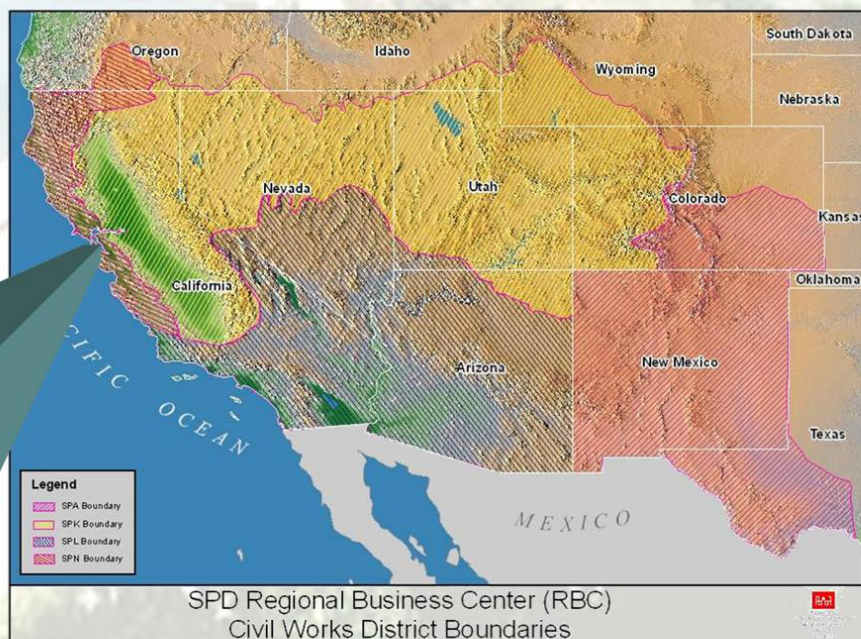 Oregon
Idaho
South Dakota
Wyoming
Nebraska
Nevada
Utah
Colorado
Kansas
California
Oklahoma
Arizona
New Mexico
Texas
CIFIC OCEAN
MEXICO
Legend
SPA Boundary
SPK Boundary
SPL Boundary
SPN Boundary
SPD Regional Business Center (RBC)
Civil Works District Boundaries